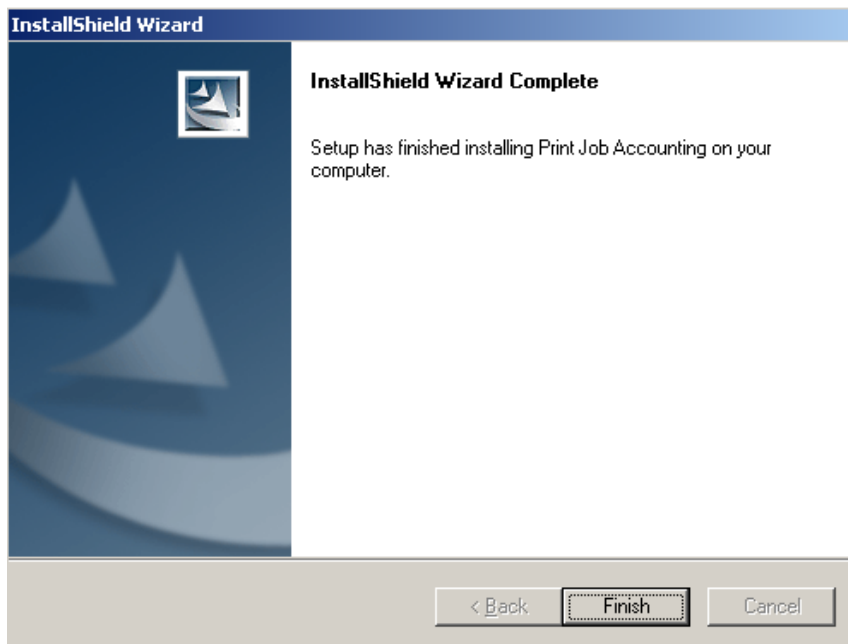 InstallShield Wizard
InstallShield Wizard Complete
Setup has finished installing Print Job Accounting on your
computer.
< Back
Finish
Cancel